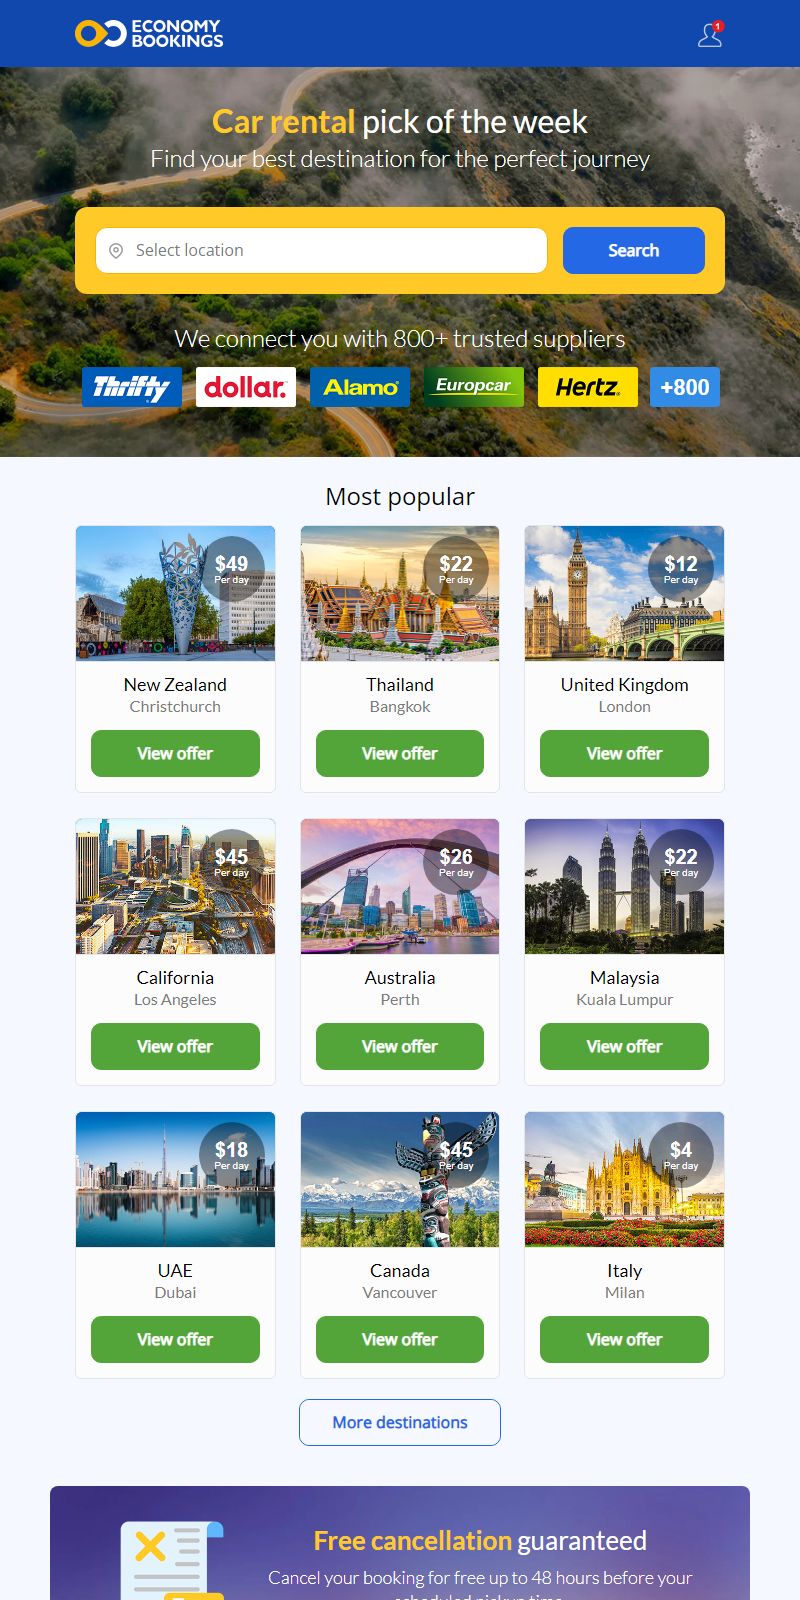 ECONOMY
BOOKINGS
1
Car rental pick of the week
Find your best destination for the perfect journey
Select location
Search
We connect you with 800+ trusted suppliers
Thrifty dollar. Alamo Europcar Hertz +800
Most popular
$49
Per day
New Zealand
Christchurch
View offer
$22
Per day
Thailand
Bangkok
View offer
$12
Per day
United Kingdom
London
View offer
$45
Per day
California
Los Angeles
View offer
$26
Per day
Australia
Perth
View offer
$22
Per day
Malaysia
Kuala Lumpur
View offer
$18
Per day
UAE
Dubai
View offer
$45
Per day
Canada
Vancouver
View offer
$4
Per day
Italy
Milan
View offer
More destinations
Free cancellation guaranteed
Cancel your booking for free up to 48 hours before your
scheduled pickup time